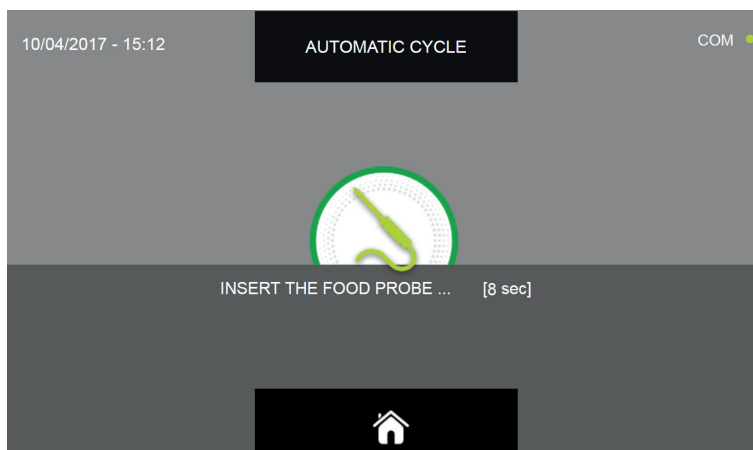 10/04/2017 - 15:12
AUTOMATIC CYCLE
COM
INSERT THE FOOD PROBE ... [8 sec]